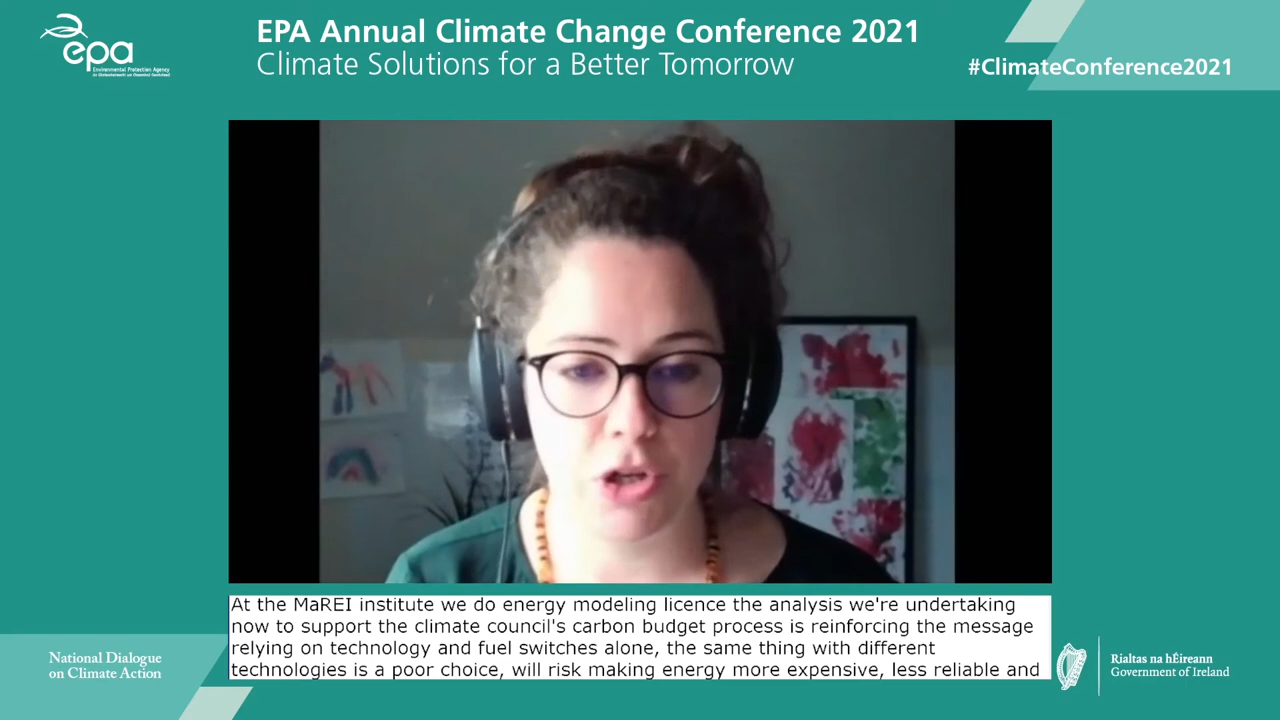 EPA Annual Climate Change Conference 2021
Climate Solutions for a Better Tomorrow
epa
Environmental Protection Agency
#ClimateConference2021
At the MaREI institute we do energy modeling licence the analysis we're undertaking
now to support the climate council's carbon budget process is reinforcing the message
relying on technology and fuel switches alone, the same thing with different
technologies is a poor choice, will risk making energy more expensive, less reliable and
National Dialogue
on Climate Action
Rialtas na hÉireann
Government of Ireland